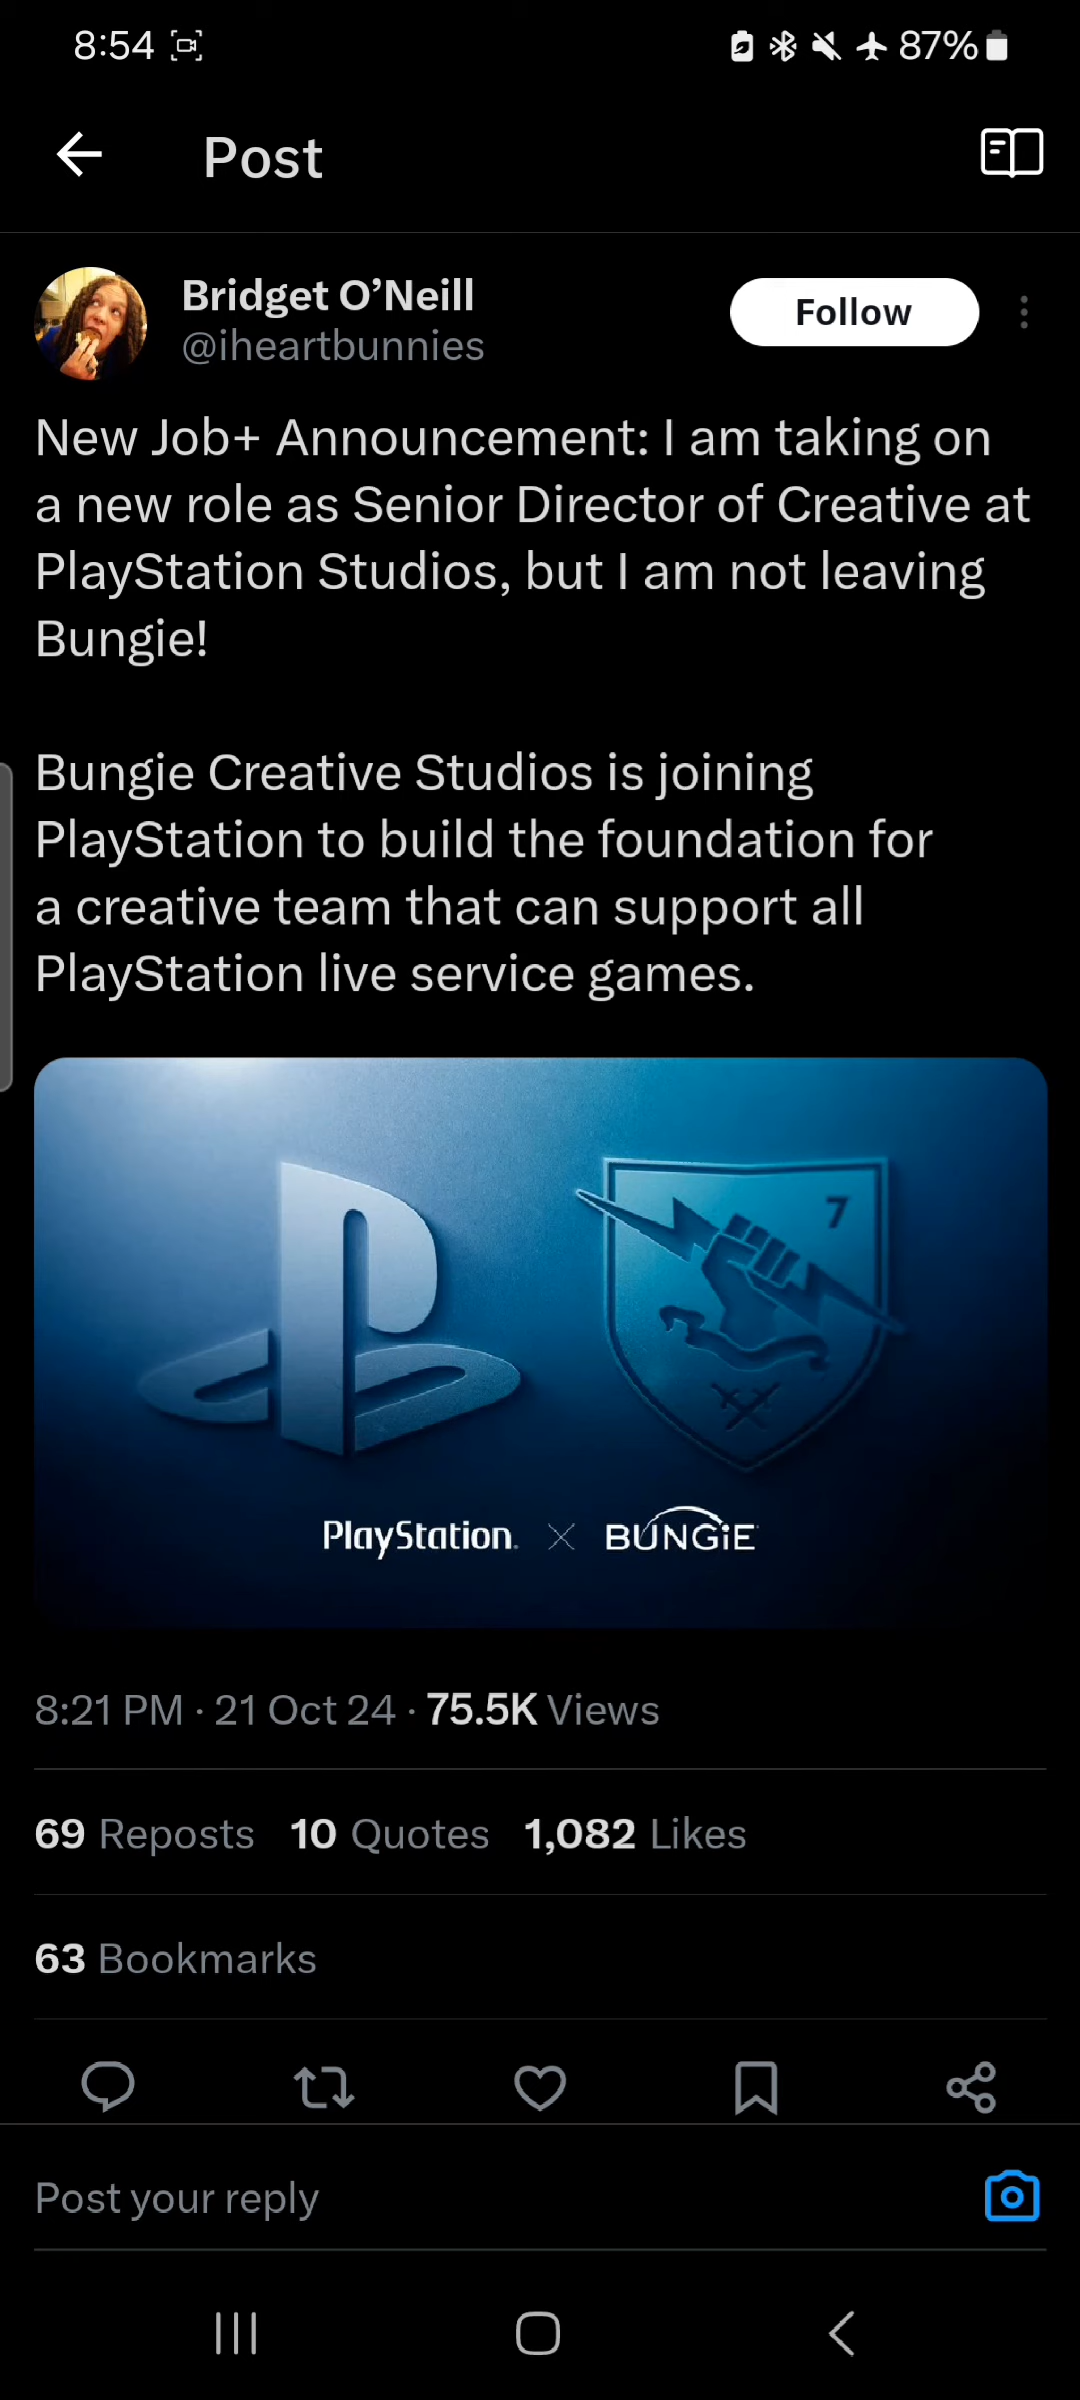 8:54
87%
Post
Bridget O’Neill
@iheartbunnies
Follow
New Job+ Announcement: I am taking on
a new role as Senior Director of Creative at
PlayStation Studios, but I am not leaving
Bungie!
Bungie Creative Studios is joining
PlayStation to build the foundation for
a creative team that can support all
PlayStation live service games.
7
PlayStation. X BUNGiE
8:21 PM · 21 Oct 24 · 75.5K Views
69 Reposts 10 Quotes 1,082 Likes
63 Bookmarks
Post your reply